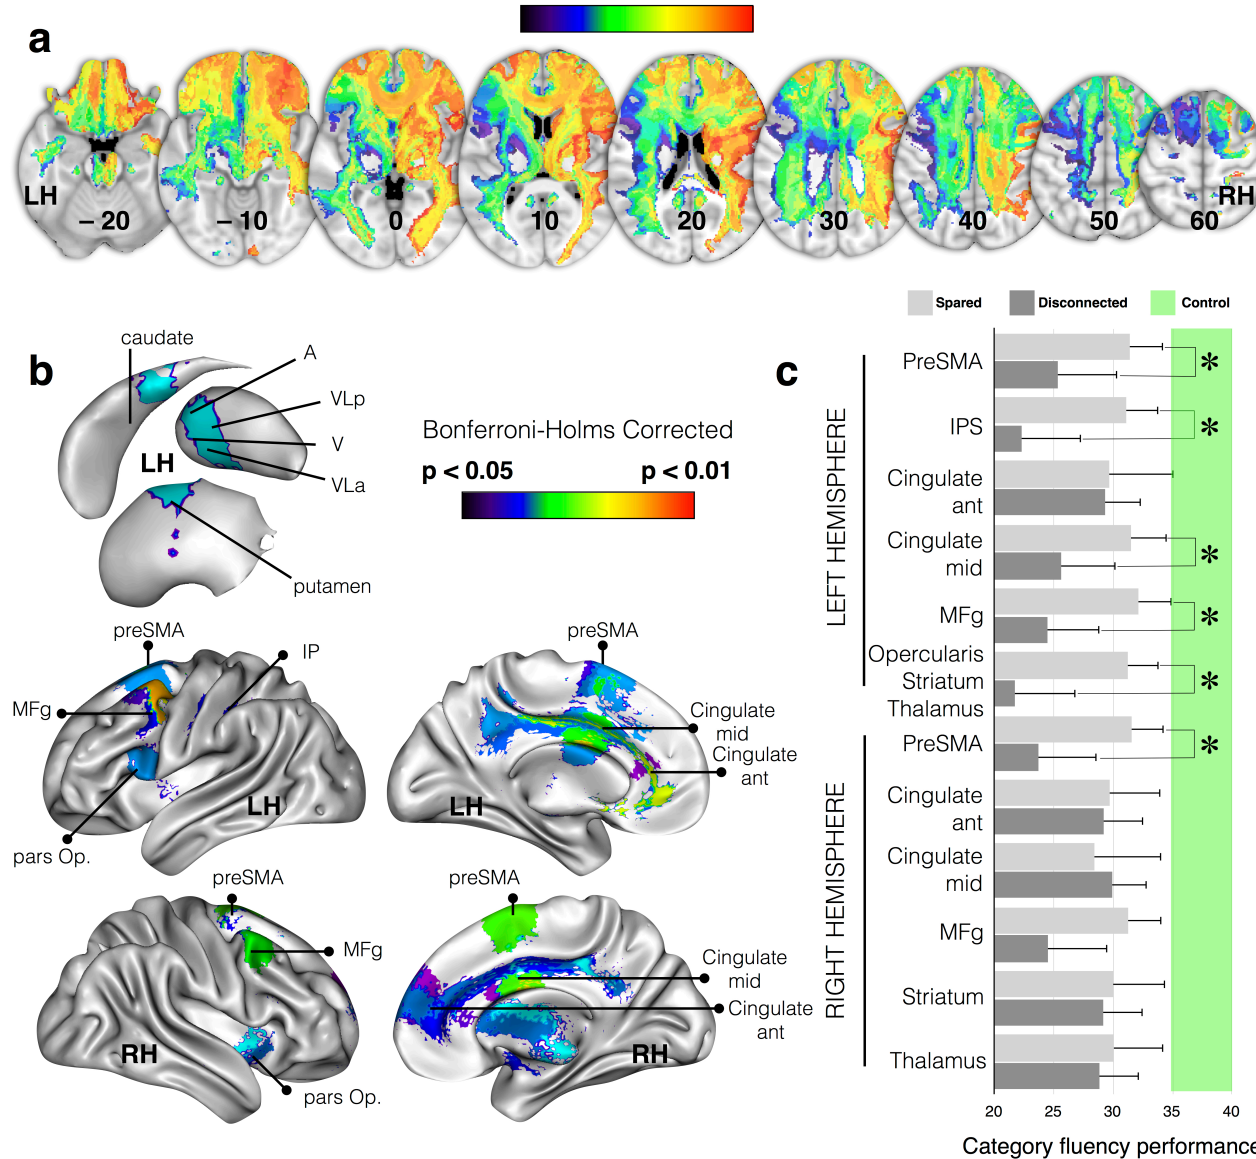 a
LH
– 20
– 10
0
10
20
30
40
50
60
RH
b
caudate
A
VLp
V
VLa
LH
putamen
Bonferroni-Holms Corrected
p < 0.05
p < 0.01
preSMA
IP
MFg
LH
pars Op.
preSMA
Cingulate
mid
Cingulate
ant
LH
preSMA
MFg
RH
pars Op.
preSMA
Cingulate
mid
Cingulate
ant
RH
c
Spared
Disconnected
Control
LEFT HEMISPHERE
PreSMA
*
IPS
*
Cingulate
ant
Cingulate
mid
*
MFg
*
Opercularis
Striatum
Thalamus
*
RIGHT HEMISPHERE
PreSMA
*
Cingulate
ant
Cingulate
mid
MFg
Striatum
Thalamus
20
25
30
35
40
Category fluency performance